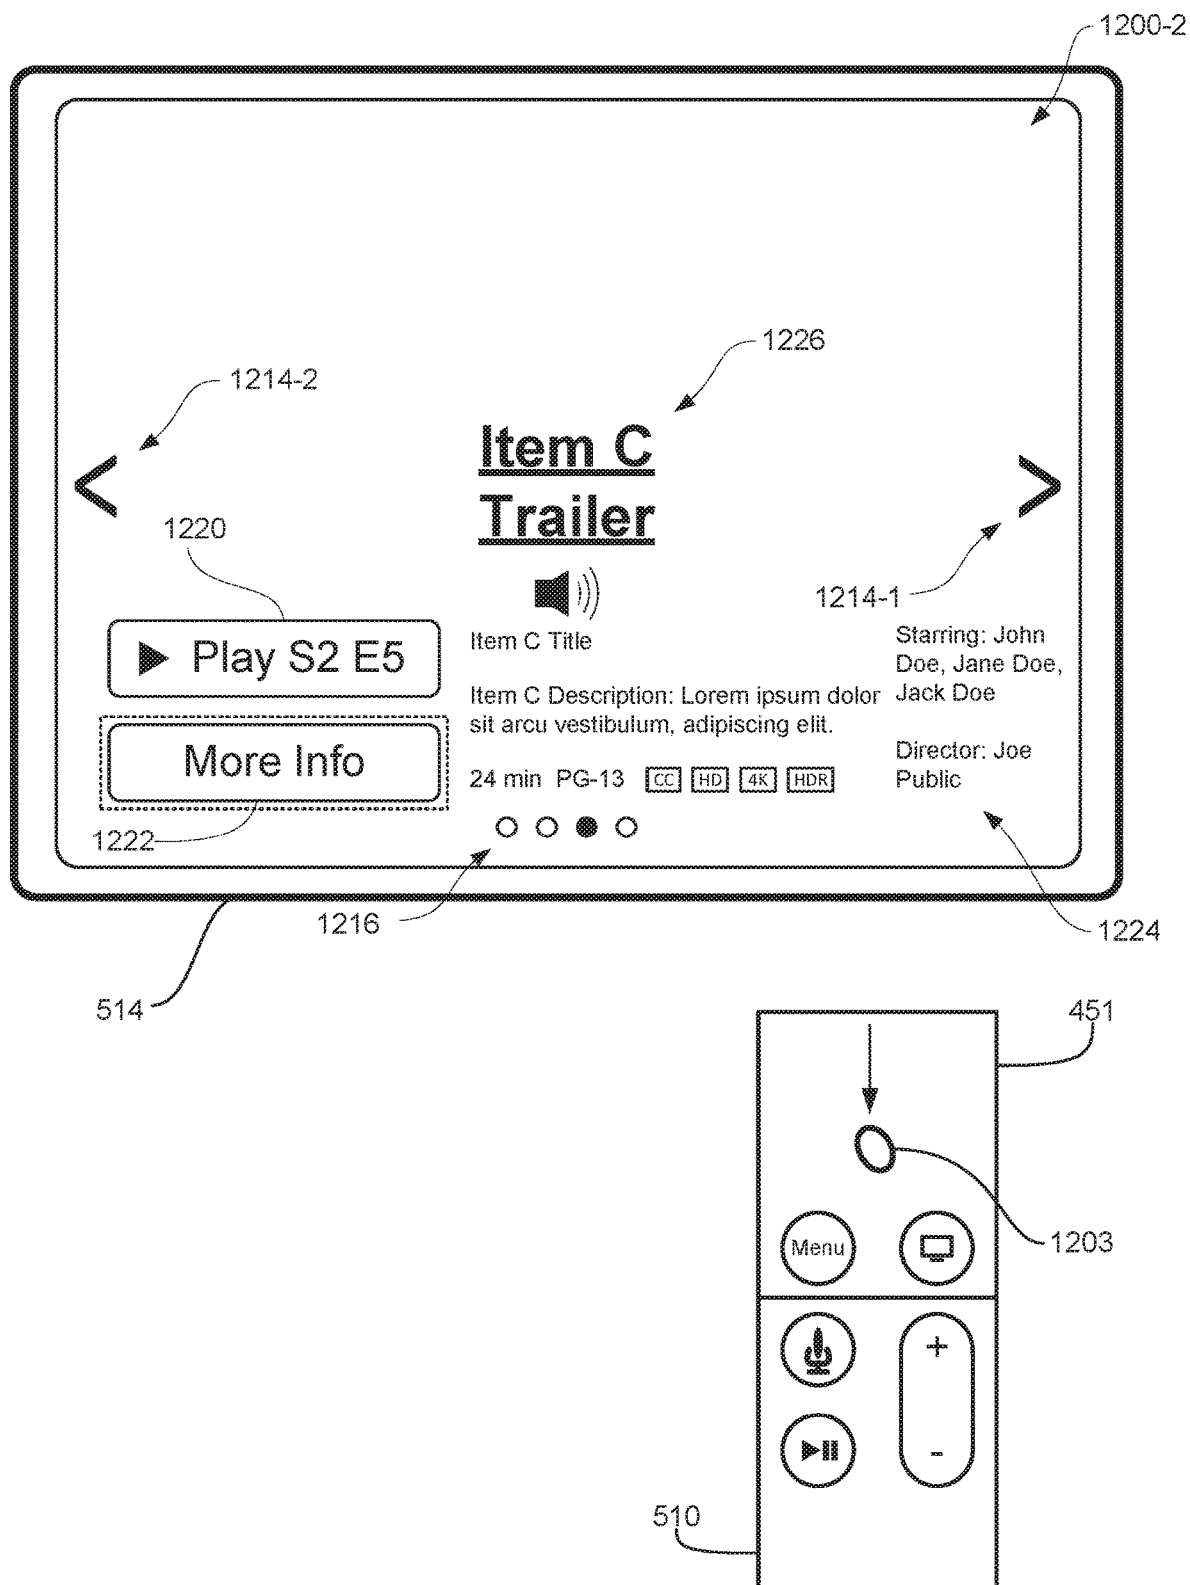 1200-2
1226
1214-2
Item C
Trailer
<
>
1220
1214-1
▶ Play S2 E5
Item C Title
Starring: John
Doe, Jane Doe,
Jack Doe
Item C Description: Lorem ipsum dolor
sit arcu vestibulum, adipiscing elit.
More Info
Director: Joe
Public
24 min PG-13 CC HD 4K HDR
1222
1216
1224
514
451
Menu
1203
+
-
510